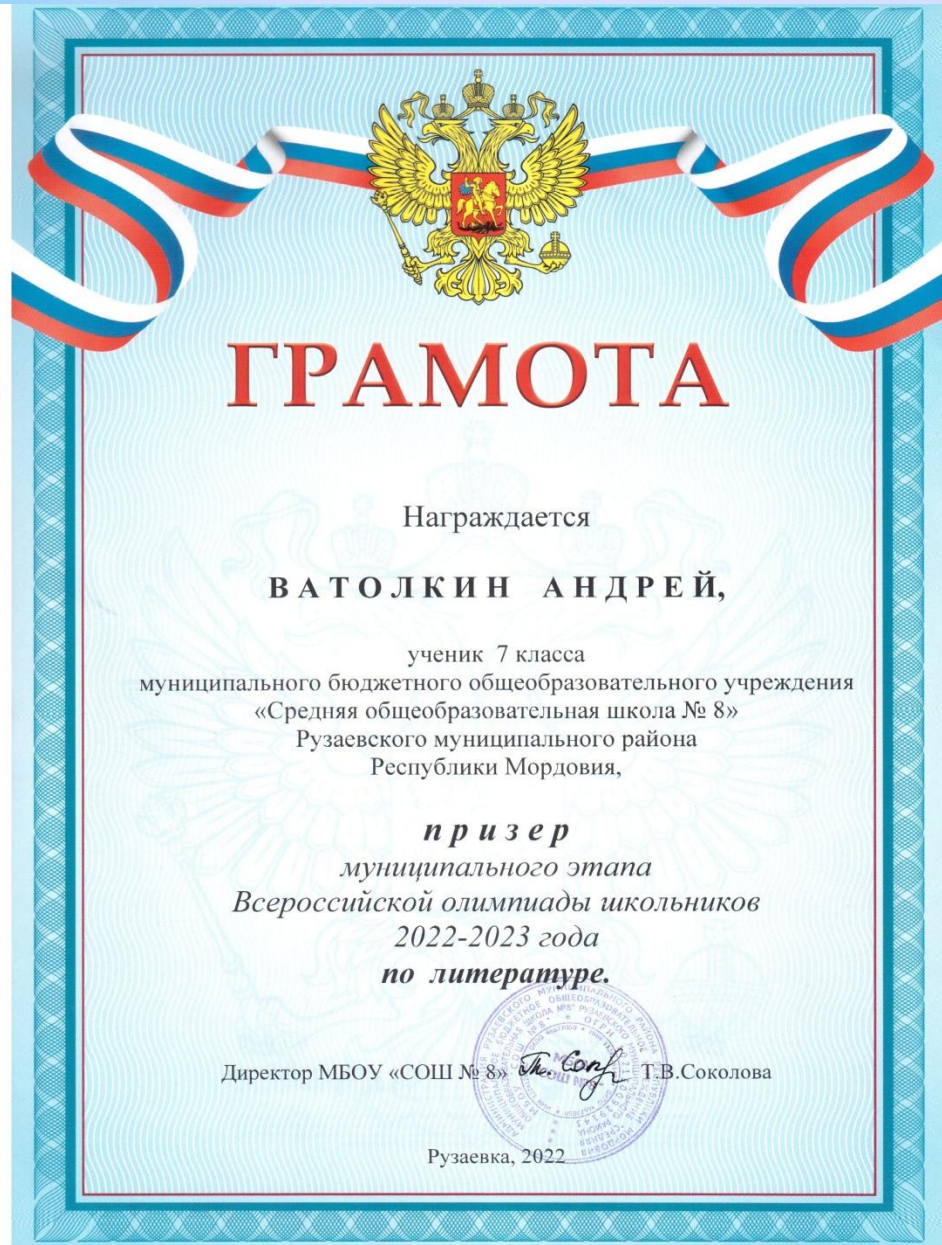 ГРАМОТА
Награждается
ВАТОЛКИН АНДРЕЙ,
ученик 7 класса
муниципального бюджетного общеобразовательного учреждения
«Средняя общеобразовательная школа № 8»
Рузаевского муниципального района
Республики Мордовия,
призер
муниципального этапа
Всероссийской олимпиады школьников
2022-2023 года
по литературе.
Директор МБОУ «СОШ № 8» Т.В.Соколова
Рузаевка, 2022